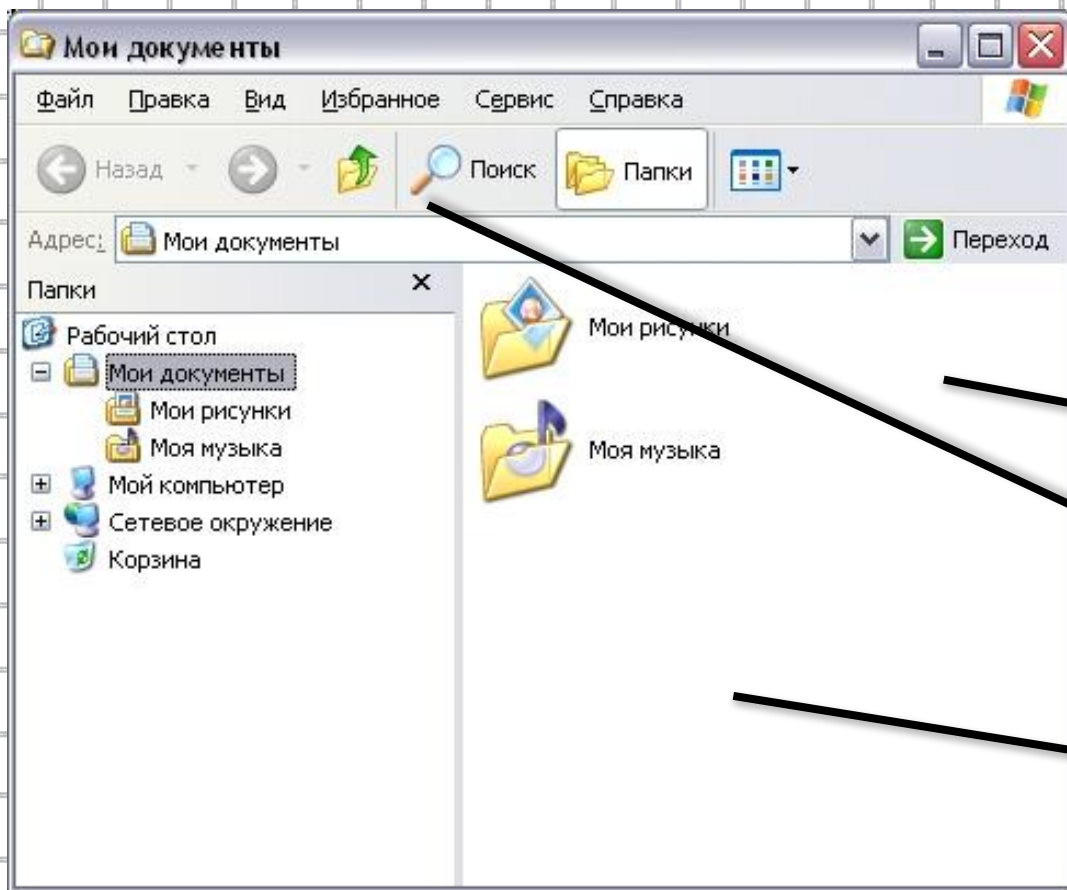 Мои документы
Файл Правка Вид Избранное Сервис Справка
Назад Поиск Папки
Адрес: Мои документы Переход
Папки
Рабочий стол
Мои документы
Мои рисунки
Моя музыка
Мой компьютер
Сетевое окружение
Корзина
Мои рисунки
Моя музыка